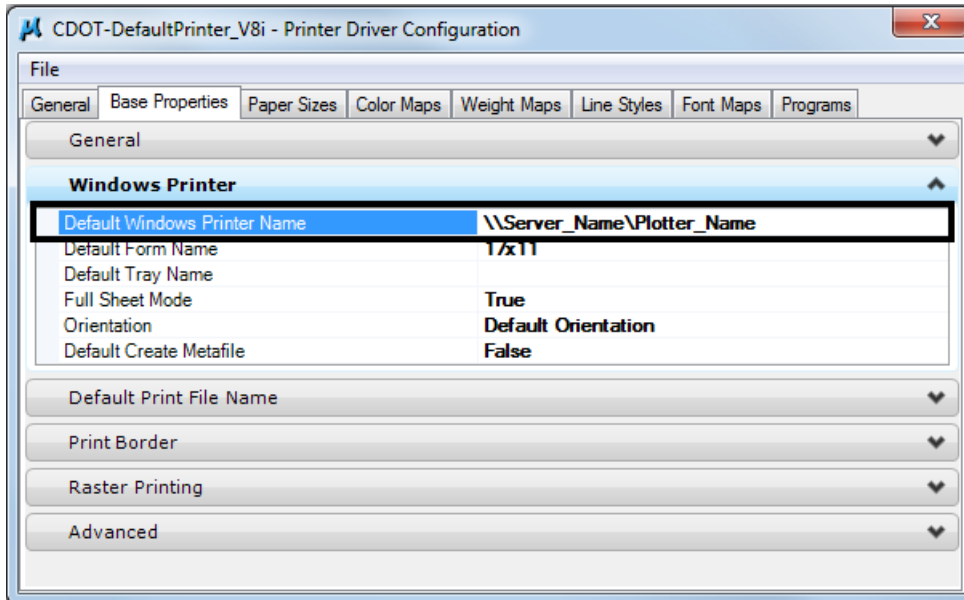 CDOT-DefaultPrinter_V8i - Printer Driver Configuration
File
General Base Properties Paper Sizes Color Maps Weight Maps Line Styles Font Maps Programs
General
Windows Printer
Default Windows Printer Name \\Server_Name\Plotter_Name
Default Form Name 17x11
Default Tray Name
Full Sheet Mode True
Orientation Default Orientation
Default Create Metafile False
Default Print File Name
Print Border
Raster Printing
Advanced